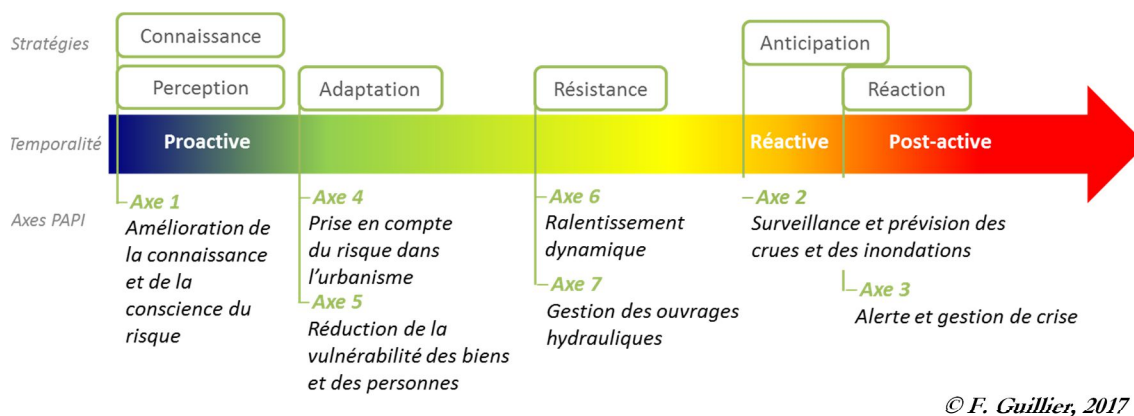 Stratégies
Connaissance
Perception
Adaptation
Résistance
Anticipation
Réaction
Temporalité
Proactive
Réactive
Post-active
Axes PAPI
Axe 1
Amélioration de
la connaissance
et de la
conscience du
risque
Axe 4
Prise en compte
du risque dans
l'urbanisme
Axe 5
Réduction de la
vulnérabilité des biens
et des personnes
Axe 6
Ralentissement
dynamique
Axe 7
Gestion des ouvrages
hydrauliques
Axe 2
Surveillance et prévision des
crues et des inondations
Axe 3
Alerte et gestion de crise
© F. Guillier, 2017